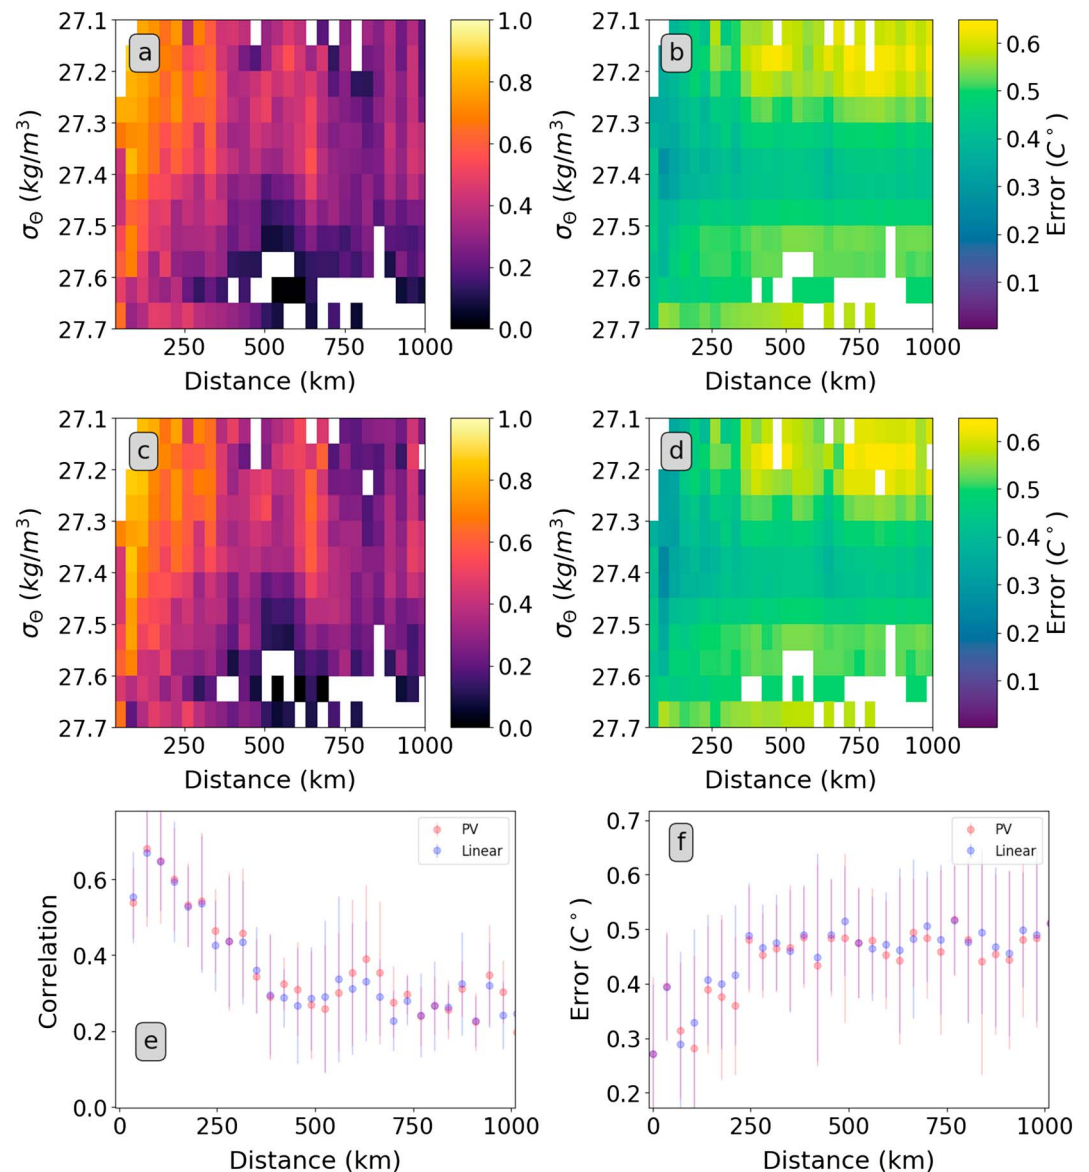 a
27.1
27.2
27.3
27.4
27.5
27.6
27.7
σ_Θ (kg/m³)
250 500 750 1000
Distance (km)
1.0
0.8
0.6
0.4
0.2
0.0
b
27.1
27.2
27.3
27.4
27.5
27.6
27.7
σ_Θ (kg/m³)
250 500 750 1000
Distance (km)
0.6
0.5
0.4
0.3
0.2
0.1
Error (C°)
c
27.1
27.2
27.3
27.4
27.5
27.6
27.7
σ_Θ (kg/m³)
250 500 750 1000
Distance (km)
1.0
0.8
0.6
0.4
0.2
0.0
d
27.1
27.2
27.3
27.4
27.5
27.6
27.7
σ_Θ (kg/m³)
250 500 750 1000
Distance (km)
0.6
0.5
0.4
0.3
0.2
0.1
Error (C°)
e
PV
Linear
0.6
0.4
0.2
0.0
Correlation
0 250 500 750 1000
Distance (km)
f
PV
Linear
0.7
0.6
0.5
0.4
0.3
0.2
Error (C°)
0 250 500 750 1000
Distance (km)